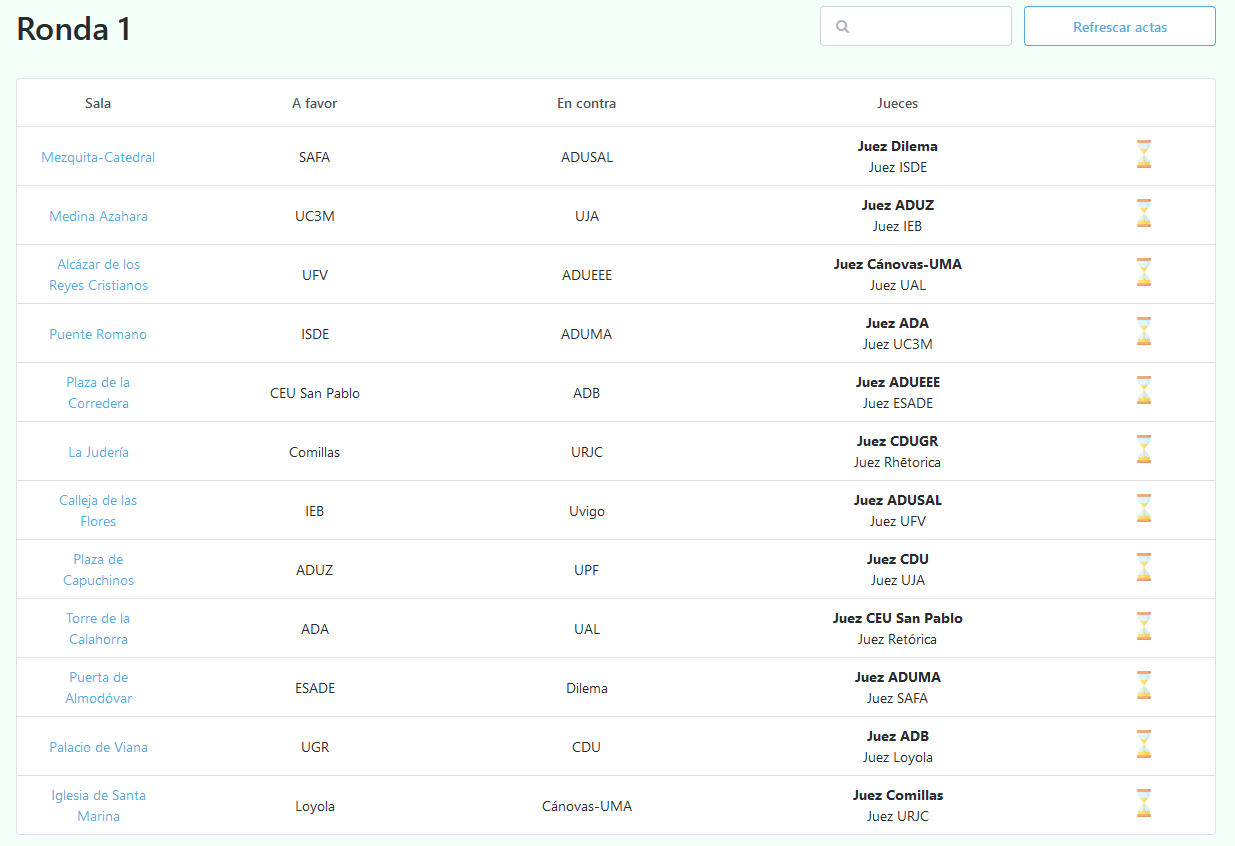 Ronda 1
Refrescar actas
Sala A favor En contra Jueces
Mezquita-Catedral SAFA ADUSAL Juez Dilema
Juez ISDE
Medina Azahara UC3M UJA Juez ADUZ
Juez IEB
Alcázar de los
Reyes Cristianos UFV ADUEEE Juez Cánovas-UMA
Juez UAL
Puente Romano ISDE ADUMA Juez ADA
Juez UC3M
Plaza de la
Corredera CEU San Pablo ADB Juez ADUEEE
Juez ESADE
La Judería Comillas URJC Juez CDUGR
Juez Rhētorica
Calleja de las
Flores IEB Uvigo Juez ADUSAL
Juez UFV
Plaza de
Capuchinos ADUZ UPF Juez CDU
Juez UJA
Torre de la
Calahorra ADA UAL Juez CEU San Pablo
Juez Retórica
Puerta de
Almodóvar ESADE Dilema Juez ADUMA
Juez SAFA
Palacio de Viana UGR CDU Juez ADB
Juez Loyola
Iglesia de Santa
Marina Loyola Cánovas-UMA Juez Comillas
Juez URJC